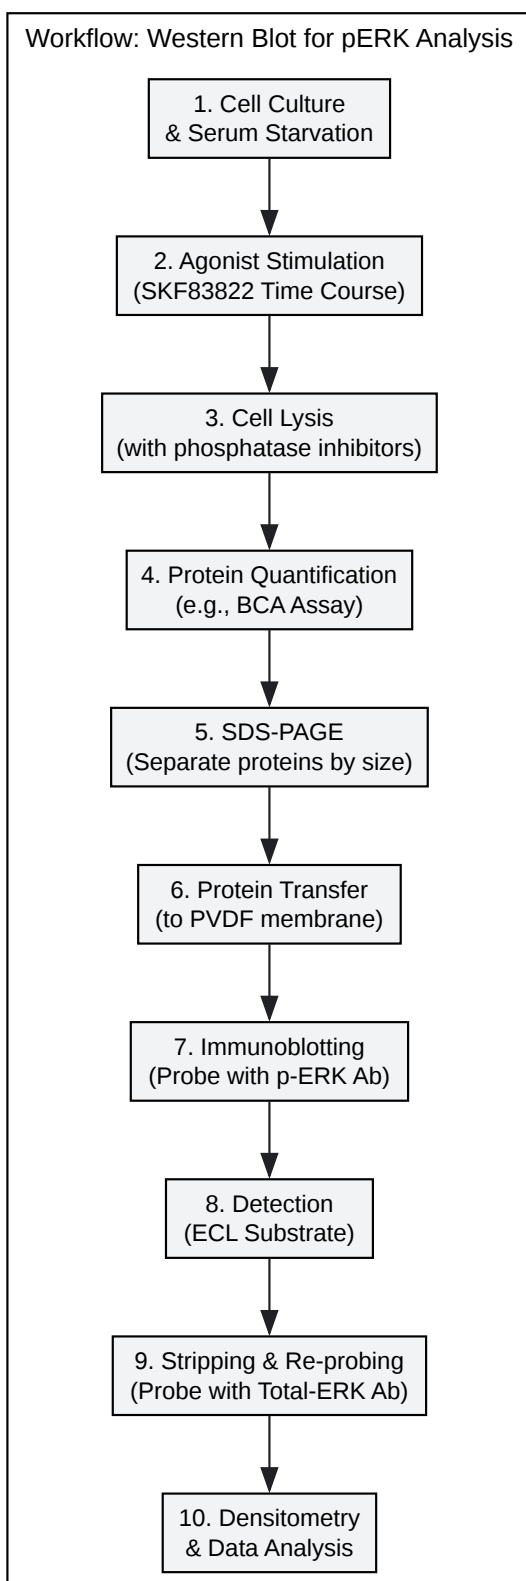 Workflow: Western Blot for pERK Analysis
1. Cell Culture
& Serum Starvation
2. Agonist Stimulation
(SKF83822 Time Course)
3. Cell Lysis
(with phosphatase inhibitors)
4. Protein Quantification
(e.g., BCA Assay)
5. SDS-PAGE
(Separate proteins by size)
6. Protein Transfer
(to PVDF membrane)
7. Immunoblotting
(Probe with p-ERK Ab)
8. Detection
(ECL Substrate)
9. Stripping & Re-probing
(Probe with Total-ERK Ab)
10. Densitometry
& Data Analysis